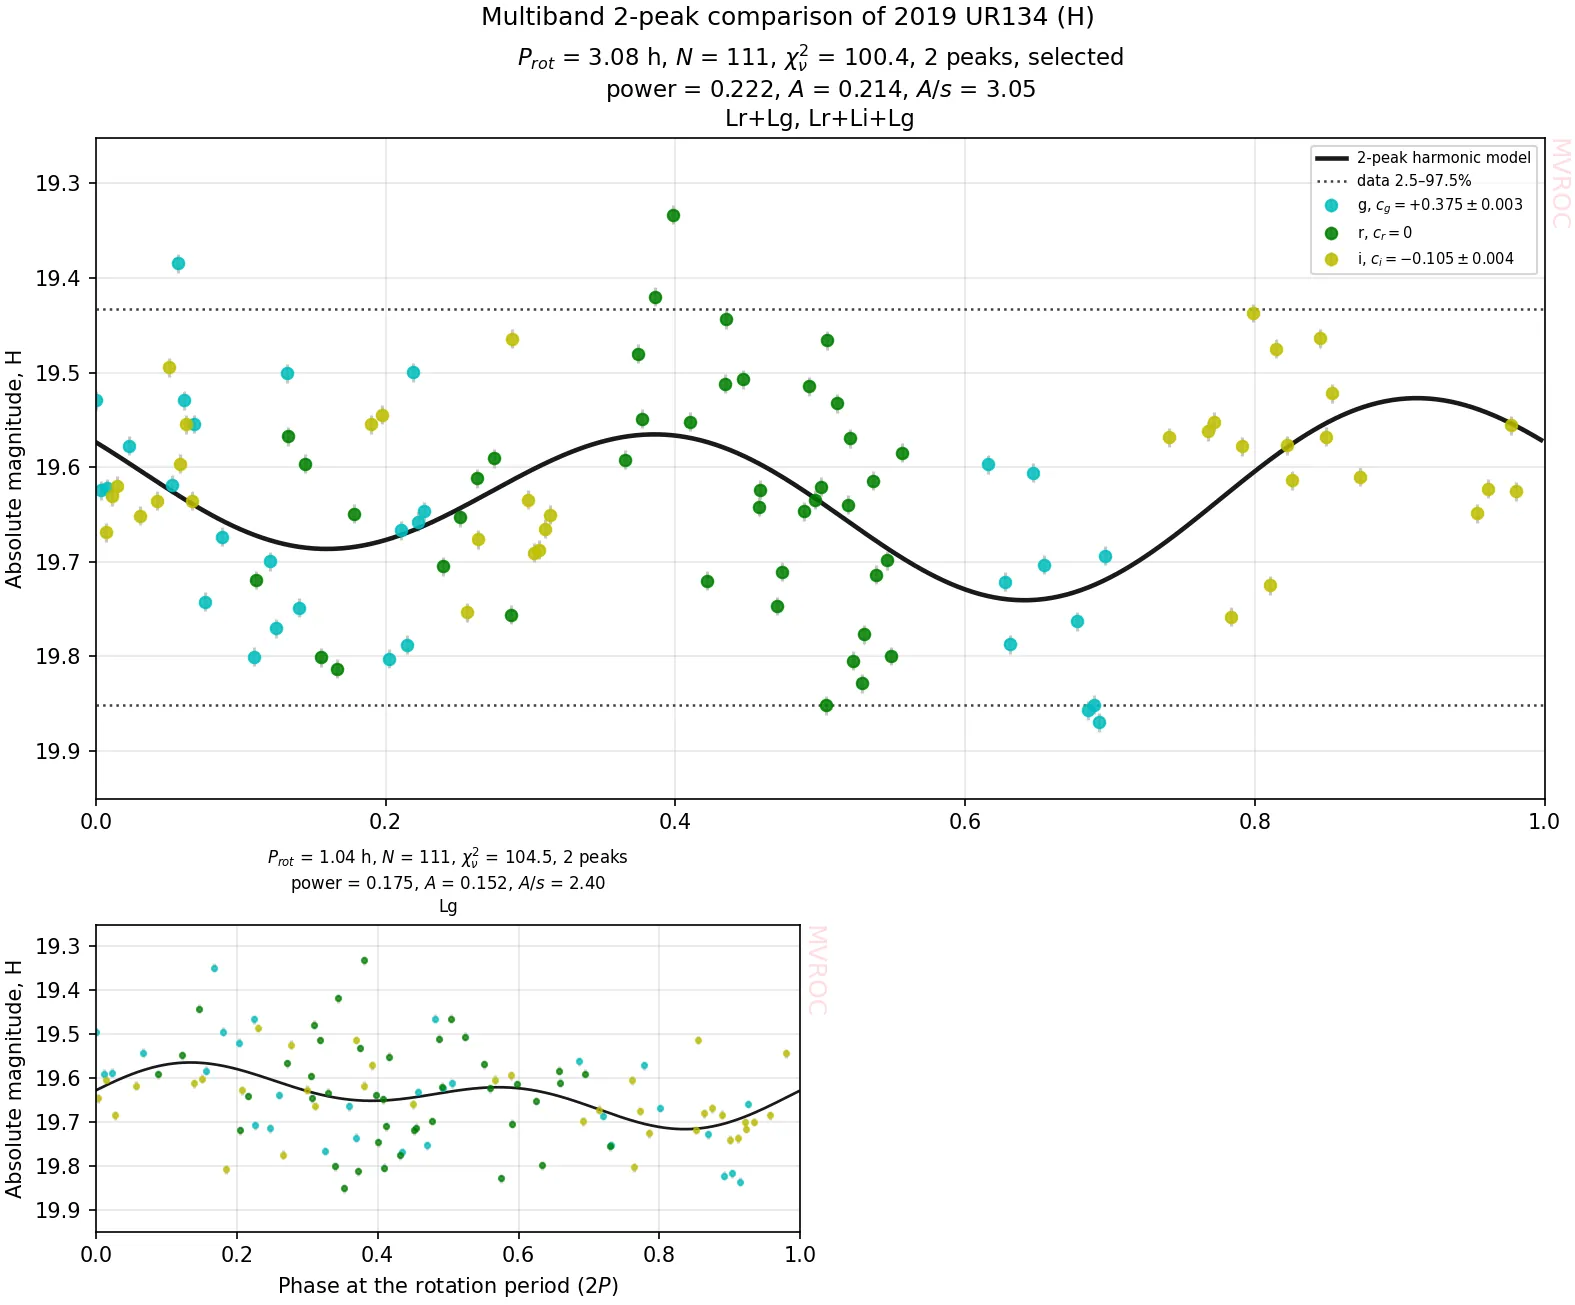 Multiband 2-peak comparison of 2019 UR134 (H)
P_rot = 3.08 h, N = 111, χ²_ν = 100.4, 2 peaks, selected
power = 0.222, A = 0.214, A/s = 3.05
Lr+Lg, Lr+Li+Lg
2-peak harmonic model
data 2.5–97.5%
g, c_g = +0.375 ± 0.003
r, c_r = 0
i, c_i = −0.105 ± 0.004
MVROC
Absolute magnitude, H
19.3
19.4
19.5
19.6
19.7
19.8
19.9
0.0 0.2 0.4 0.6 0.8 1.0
P_rot = 1.04 h, N = 111, χ²_ν = 104.5, 2 peaks
power = 0.175, A = 0.152, A/s = 2.40
Lg
MVROC
Absolute magnitude, H
19.3
19.4
19.5
19.6
19.7
19.8
19.9
0.0 0.2 0.4 0.6 0.8 1.0
Phase at the rotation period (2P)